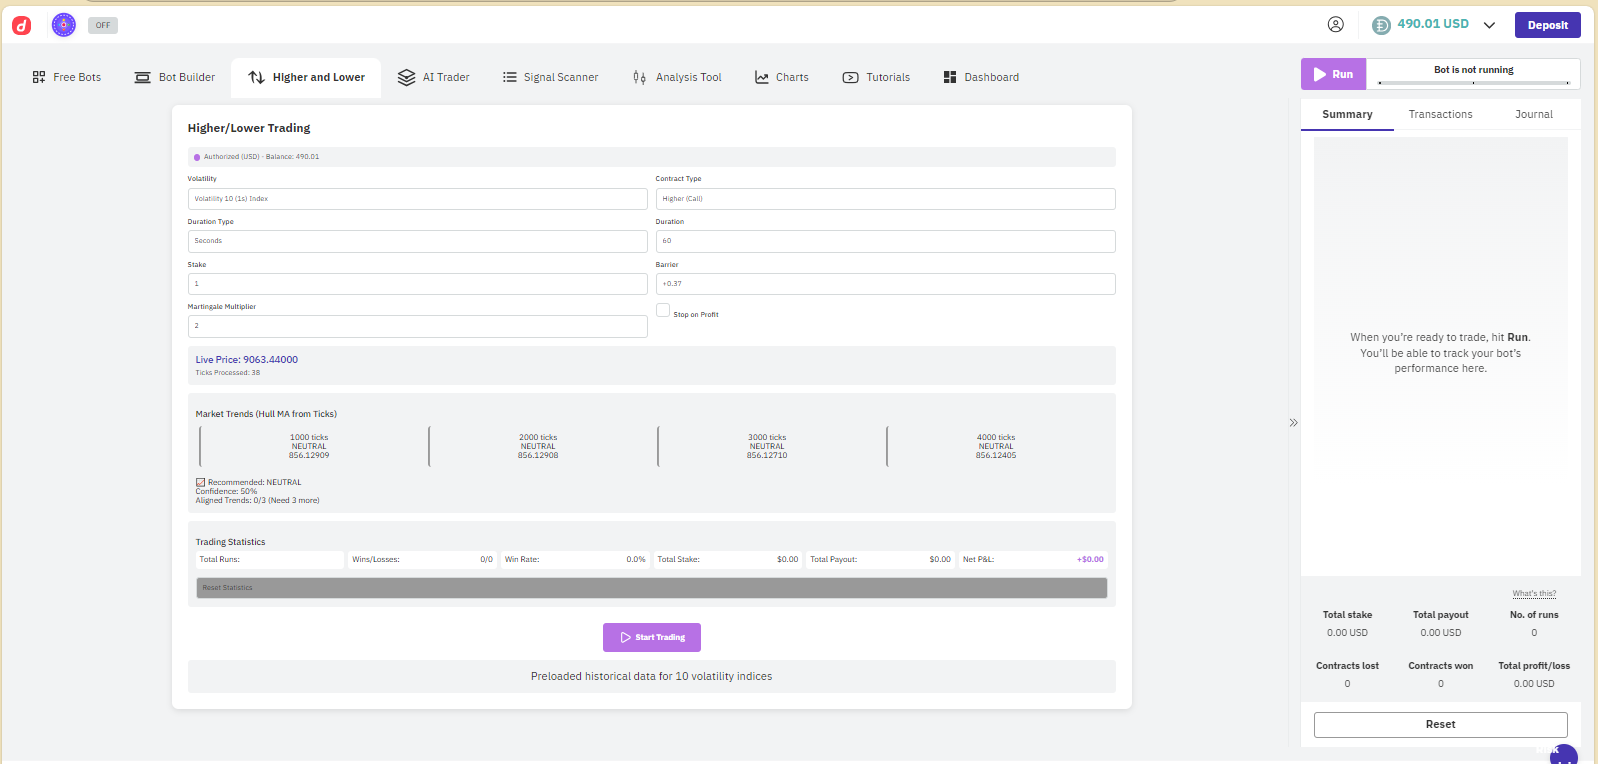 d
OFF
490.01 USD
Deposit
Free Bots
Bot Builder
Higher and Lower
AI Trader
Signal Scanner
Analysis Tool
Charts
Tutorials
Dashboard
Run
Bot is not running
Higher/Lower Trading
Authorized (USD) - Balance: 490.01
Volatility
Contract Type
Volatility 10 (1s) Index
Higher (Call)
Duration Type
Duration
Seconds
60
Stake
Barrier
1
+0.37
Martingale Multiplier
2
Stop on Profit
Live Price: 9063.44000
Ticks Processed: 38
Market Trends (Hull MA from Ticks)
1000 ticks
NEUTRAL
856.12909
2000 ticks
NEUTRAL
856.12908
3000 ticks
NEUTRAL
856.12710
4000 ticks
NEUTRAL
856.12405
Recommended: NEUTRAL
Confidence: 50%
Aligned Trends: 0/3 (Need 3 more)
Trading Statistics
Total Runs:
Wins/Losses: 0/0
Win Rate: 0.0%
Total Stake: $0.00
Total Payout: $0.00
Net P&L: +$0.00
Reset Statistics
Start Trading
Preloaded historical data for 10 volatility indices
Summary
Transactions
Journal
When you're ready to trade, hit Run.
You'll be able to track your bot's
performance here.
What's this?
Total stake
Total payout
No. of runs
0.00 USD
0.00 USD
0
Contracts lost
Contracts won
Total profit/loss
0
0
0.00 USD
Reset